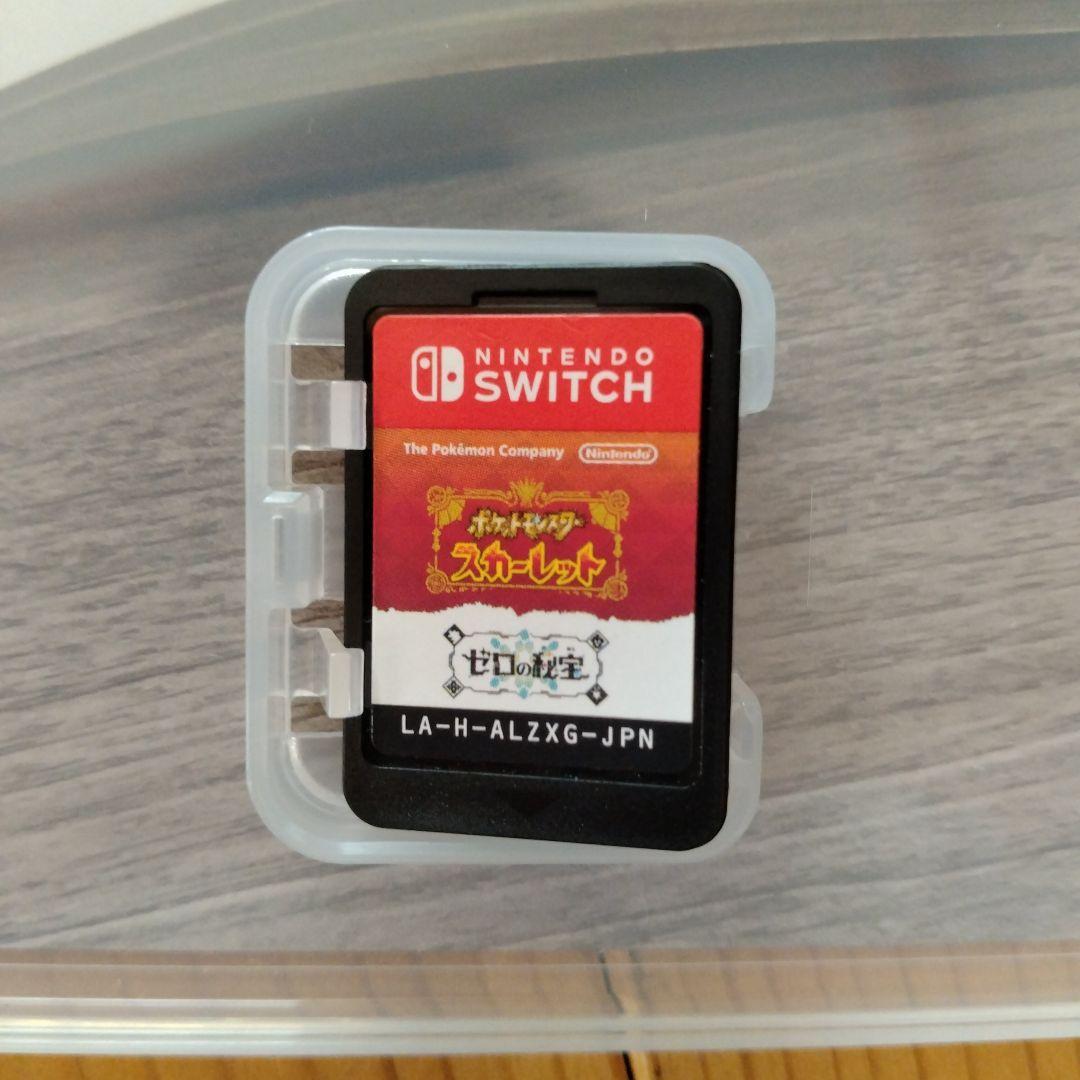 NINTENDO
SWITCH
The Pokémon Company Nintendo
ポケットモンスター
スカーレット
ゼロの秘宝
LA-H-ALZXG-JPN